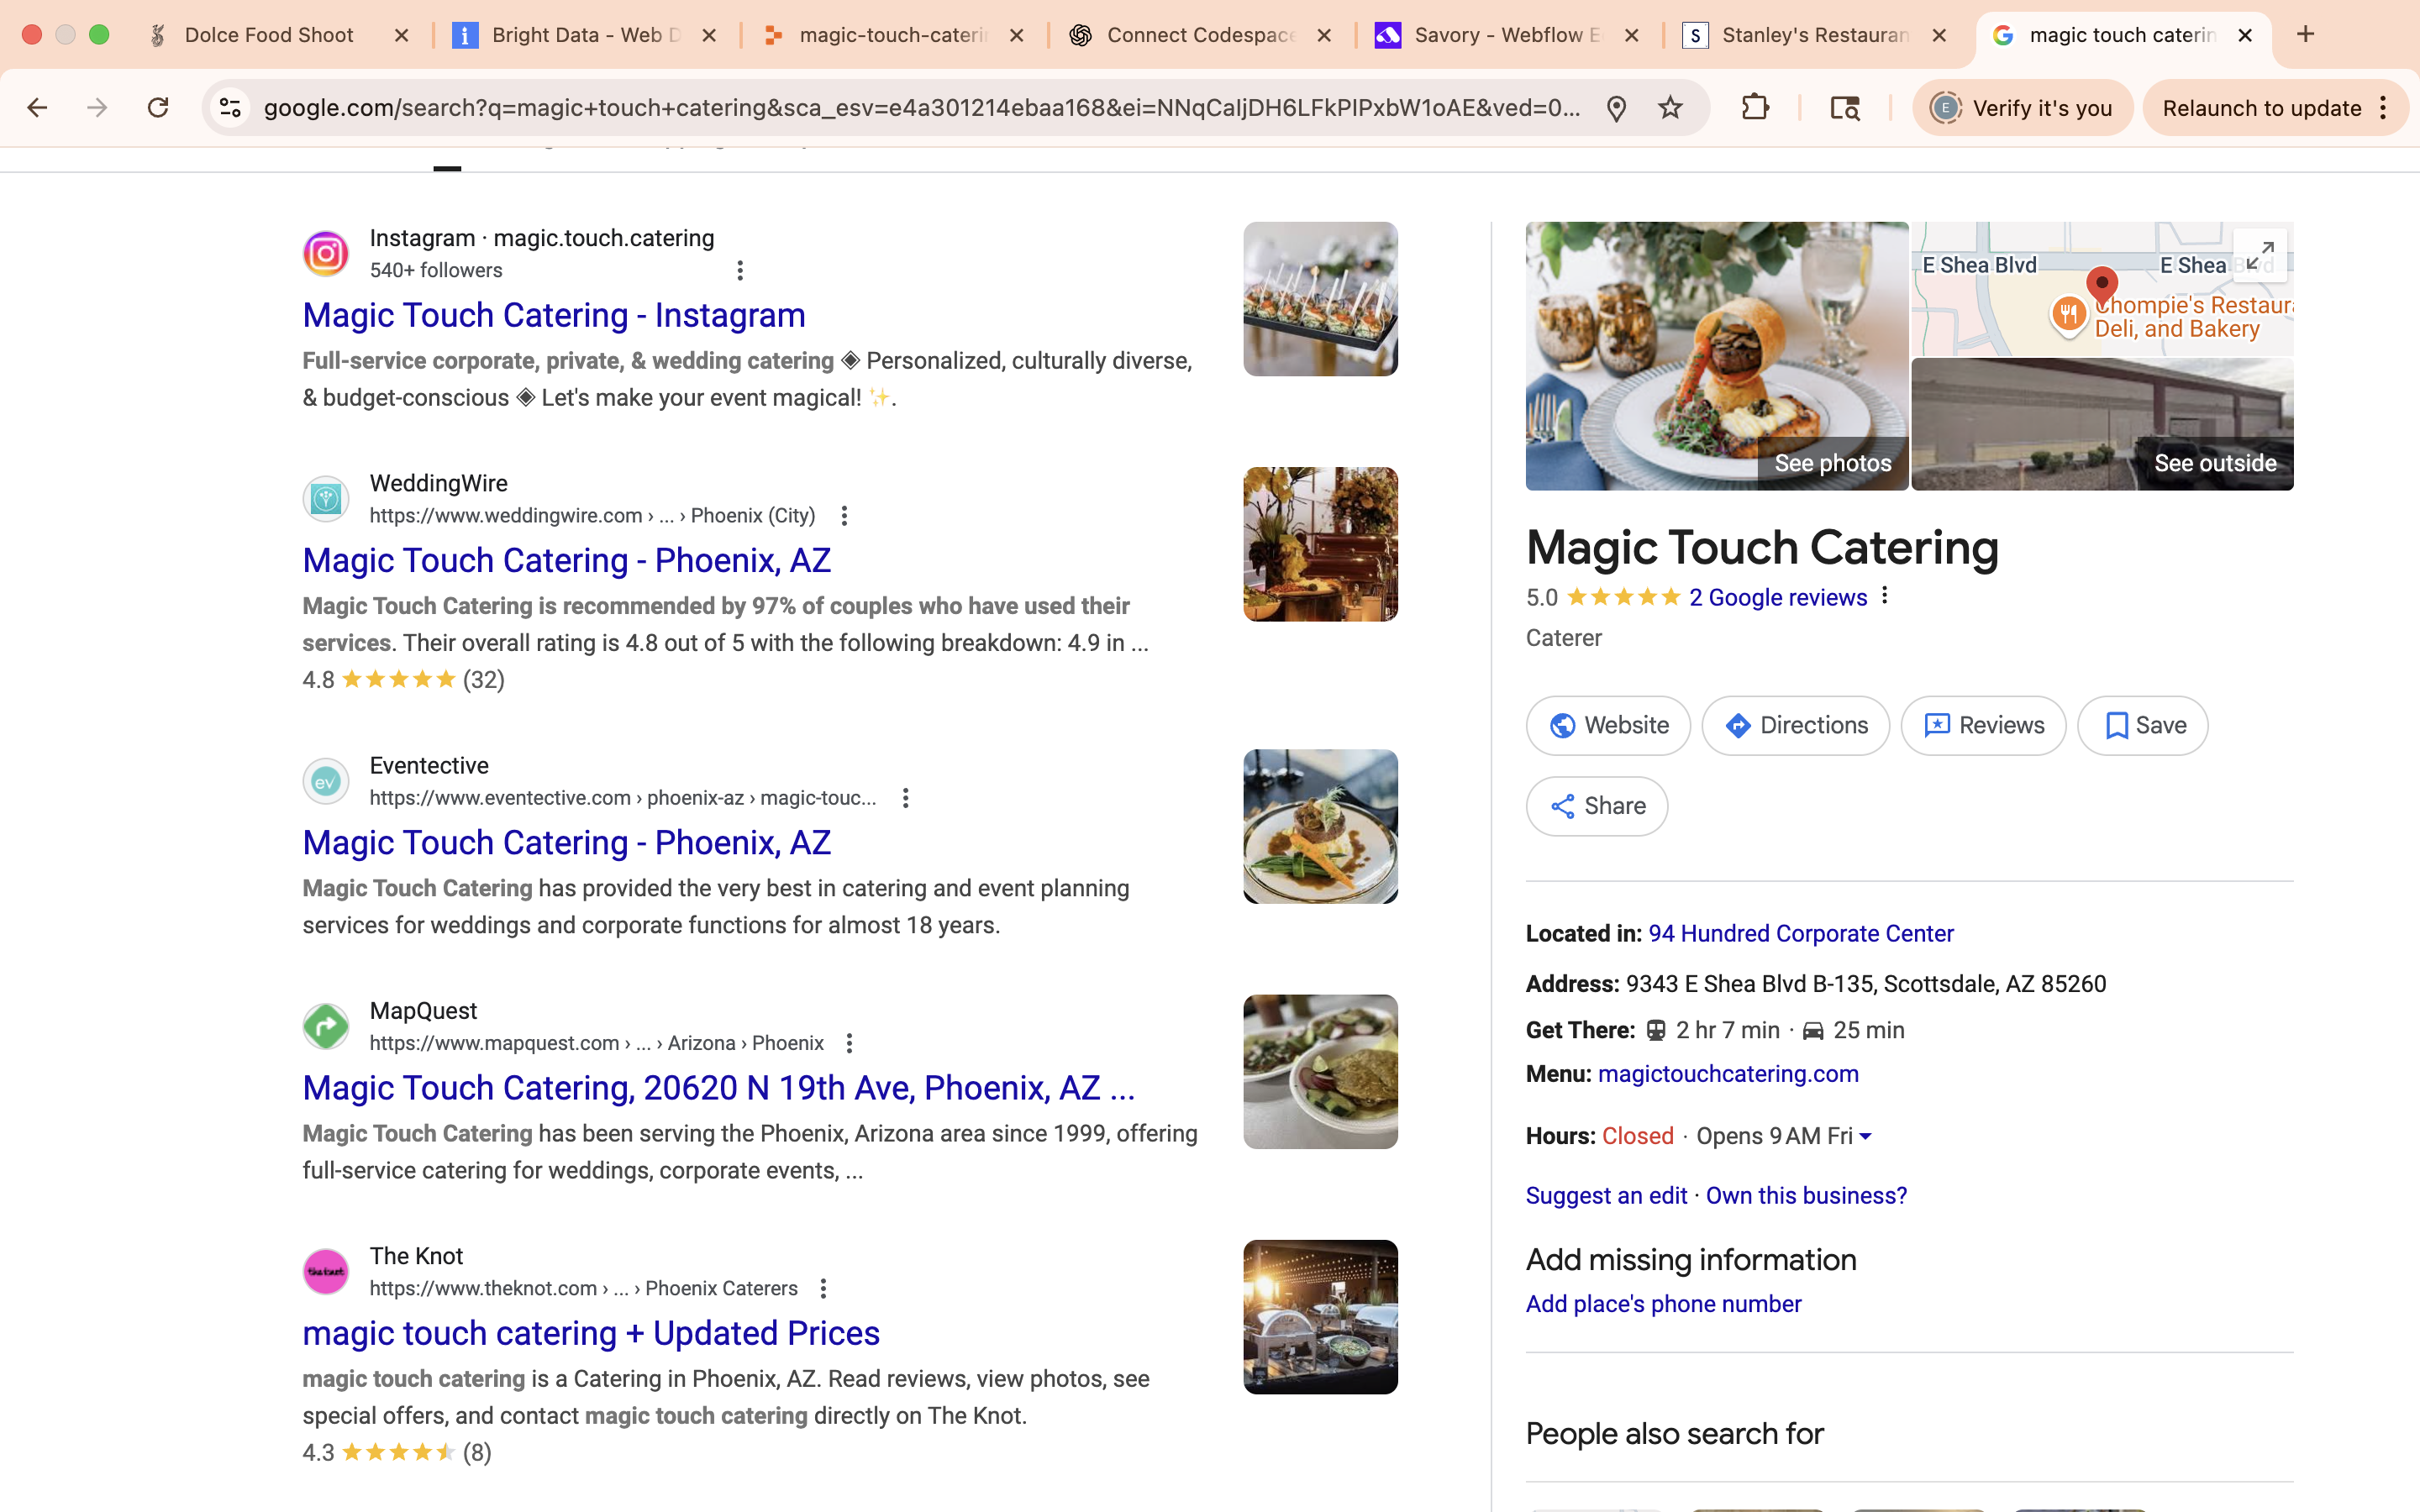 Dolce Food Shoot
Bright Data - Web D
magic-touch-caterin
Connect Codespace
Savory - Webflow E
S
Stanley's Restauran
magic touch caterin
google.com/search?q=magic+touch+catering&sca_esv=e4a301214ebaa168&ei=NNqCaIjDH6LFkPIPxbW1oAE&ved=0...
E
Verify it's you
Relaunch to update
Instagram · magic.touch.catering
540+ followers
Magic Touch Catering - Instagram
Full-service corporate, private, & wedding catering ◈ Personalized, culturally diverse,
& budget-conscious ◈ Let's make your event magical! ✨.
WeddingWire
https://www.weddingwire.com › ... › Phoenix (City)
Magic Touch Catering - Phoenix, AZ
Magic Touch Catering is recommended by 97% of couples who have used their
services. Their overall rating is 4.8 out of 5 with the following breakdown: 4.9 in ...
4.8 ★★★★★ (32)
ev
Eventective
https://www.eventective.com › phoenix-az › magic-touc...
Magic Touch Catering - Phoenix, AZ
Magic Touch Catering has provided the very best in catering and event planning
services for weddings and corporate functions for almost 18 years.
MapQuest
https://www.mapquest.com › ... › Arizona › Phoenix
Magic Touch Catering, 20620 N 19th Ave, Phoenix, AZ ...
Magic Touch Catering has been serving the Phoenix, Arizona area since 1999, offering
full-service catering for weddings, corporate events, ...
the knot
The Knot
https://www.theknot.com › ... › Phoenix Caterers
magic touch catering + Updated Prices
magic touch catering is a Catering in Phoenix, AZ. Read reviews, view photos, see
special offers, and contact magic touch catering directly on The Knot.
4.3 ★★★★★ (8)
See photos
E Shea Blvd
E Shea Blvd
Chompie's Restaura
Deli, and Bakery
See outside
Magic Touch Catering
5.0 ★★★★★ 2 Google reviews
Caterer
Website
Directions
Reviews
Save
Share
Located in: 94 Hundred Corporate Center
Address: 9343 E Shea Blvd B-135, Scottsdale, AZ 85260
Get There: 2 hr 7 min · 25 min
Menu: magictouchcatering.com
Hours: Closed · Opens 9 AM Fri
Suggest an edit · Own this business?
Add missing information
Add place's phone number
People also search for